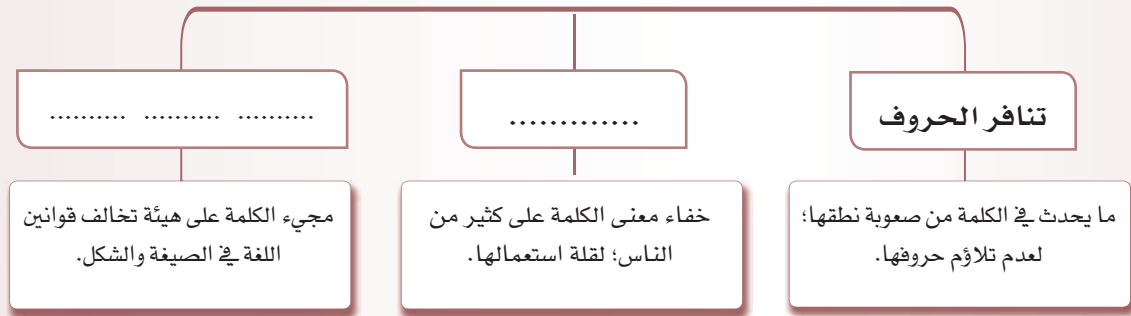 تنافر الحروف
.............
.......... .......... ..........
ما يحدث في الكلمة من صعوبة نطقها؛
لعدم تلاؤم حروفها.
خفاء معنى الكلمة على كثير من
الناس؛ لقلة استعمالها.
مجيء الكلمة على هيئة تخالف قوانين
اللغة في الصيغة والشكل.